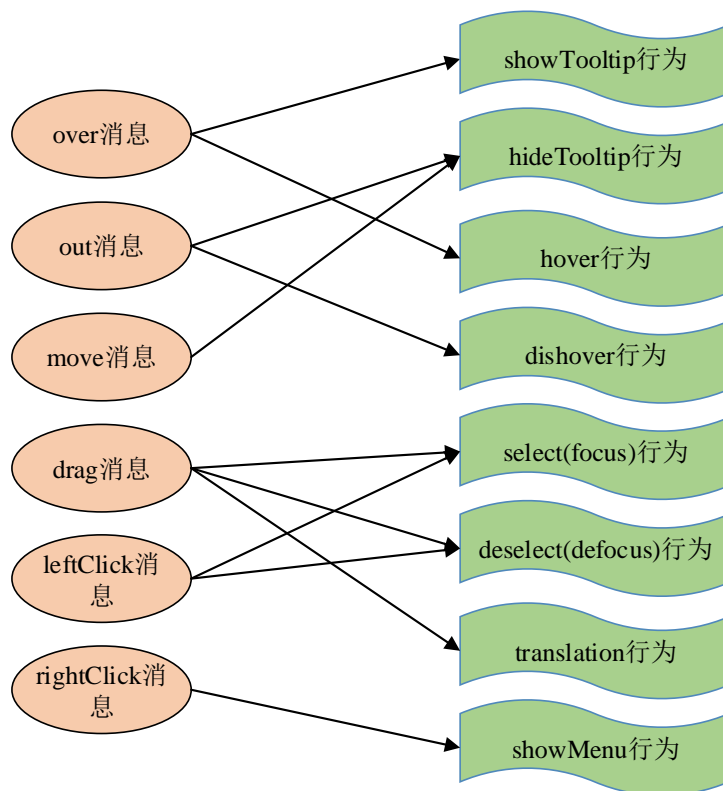 over消息
out消息
move消息
drag消息
leftClick消
息
rightClick消
息
showTooltip行为
hideTooltip行为
hover行为
dishover行为
select(focus)行为
deselect(defocus)行为
translation行为
showMenu行为